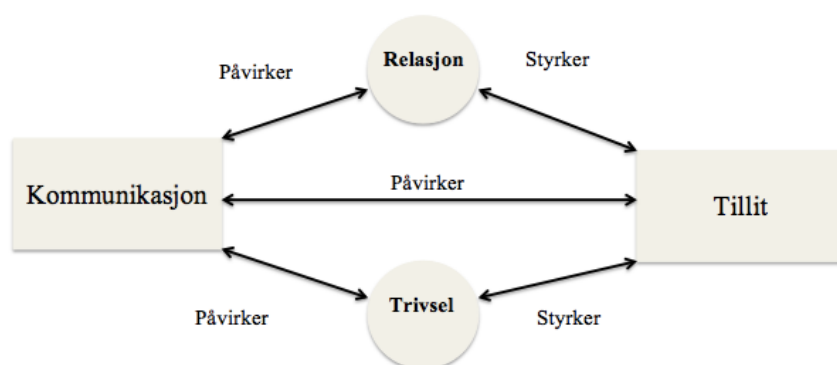 Relasjon
Påvirker
Styrker
Kommunikasjon
Påvirker
Tillit
Trivsel
Påvirker
Styrker